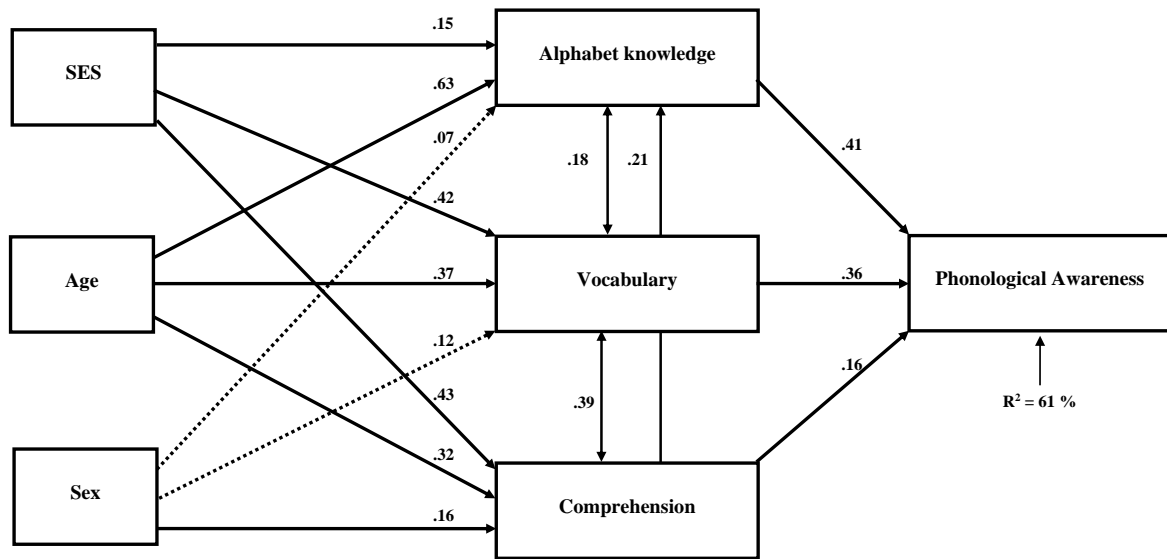 .15
SES
Alphabet knowledge
.63
.07
.18
.21
.41
.42
Age
.37
Vocabulary
.36
Phonological Awareness
.12
.16
.43
.39
R² = 61 %
.32
Sex
Comprehension
.16